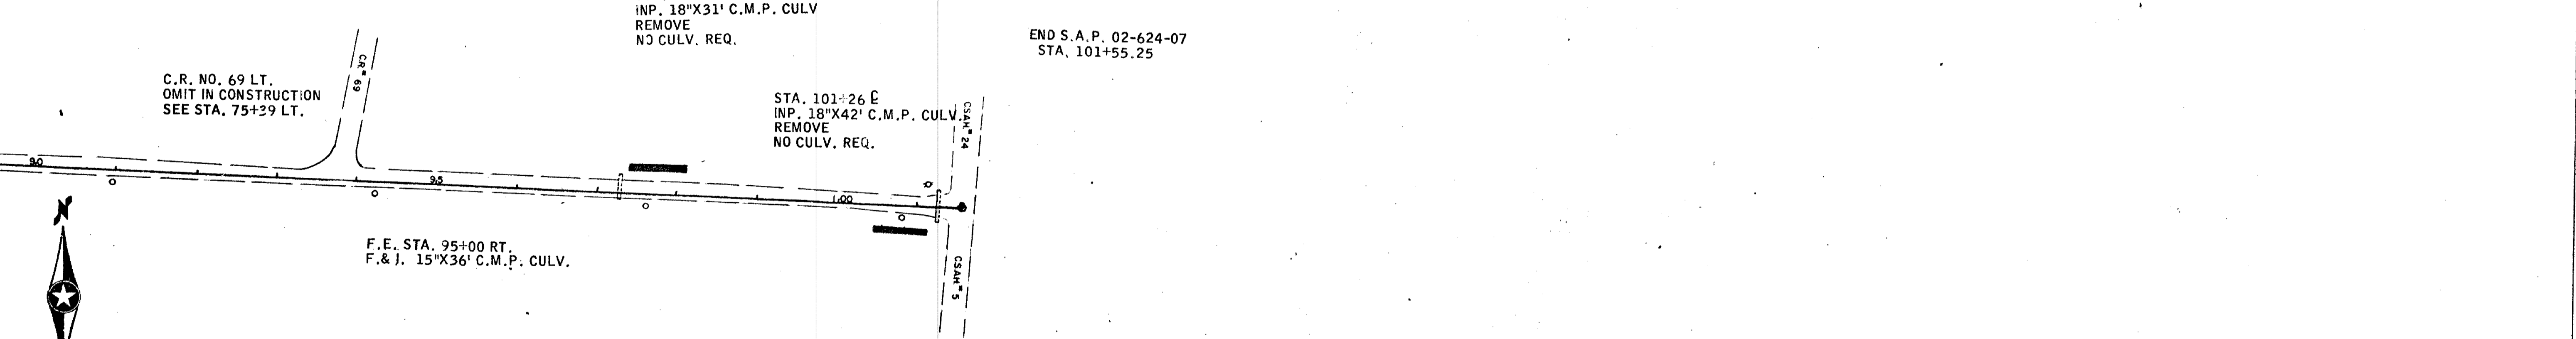 INP. 18"X31' C.M.P. CULV
REMOVE
NO CULV. REQ.
END S.A.P. 02-624-07
STA. 101+55.25
CR# 69
C.R. NO. 69 LT.
OMIT IN CONSTRUCTION
SEE STA. 75+39 LT.
STA. 101+26 ℄
INP. 18"X42' C.M.P. CULV.
REMOVE
NO CULV. REQ.
CSAH# 24
90
95
100
N
F.E. STA. 95+00 RT.
F.& J. 15"X36' C.M.P. CULV.
CSAH# 5